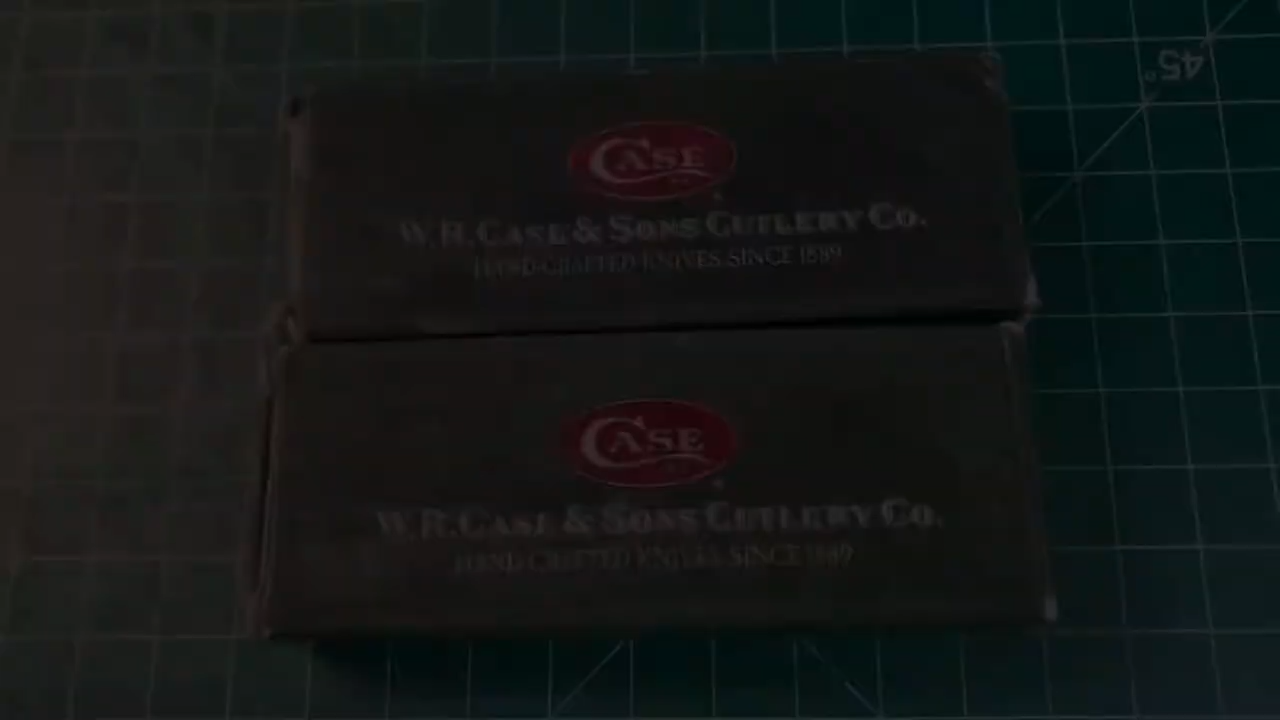 45°
CASE
W.R. CASE & SONS CUTLERY CO.
HAND-CRAFTED KNIVES SINCE 1889
CASE
W.R. CASE & SONS CUTLERY CO.
HAND-CRAFTED KNIVES SINCE 1889